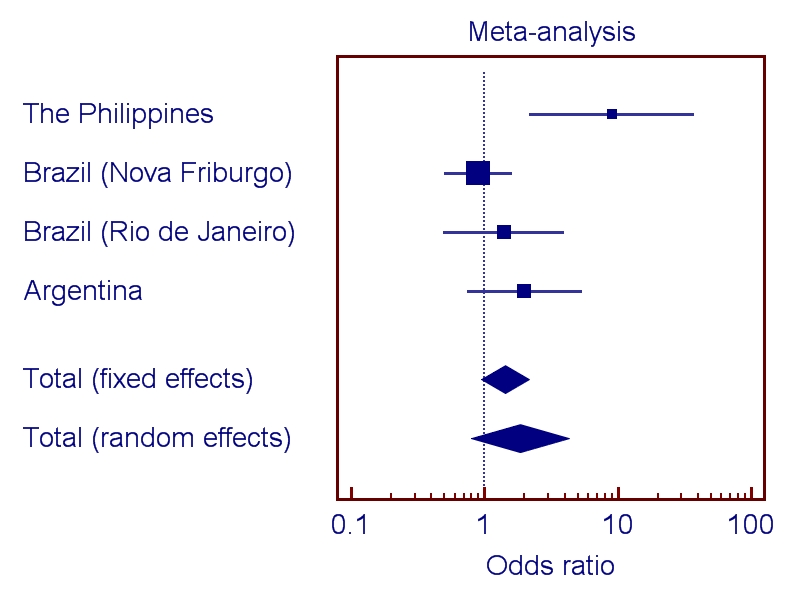 Meta-analysis
The Philippines
Brazil (Nova Friburgo)
Brazil (Rio de Janeiro)
Argentina
Total (fixed effects)
Total (random effects)
0.1 1 10 100
Odds ratio